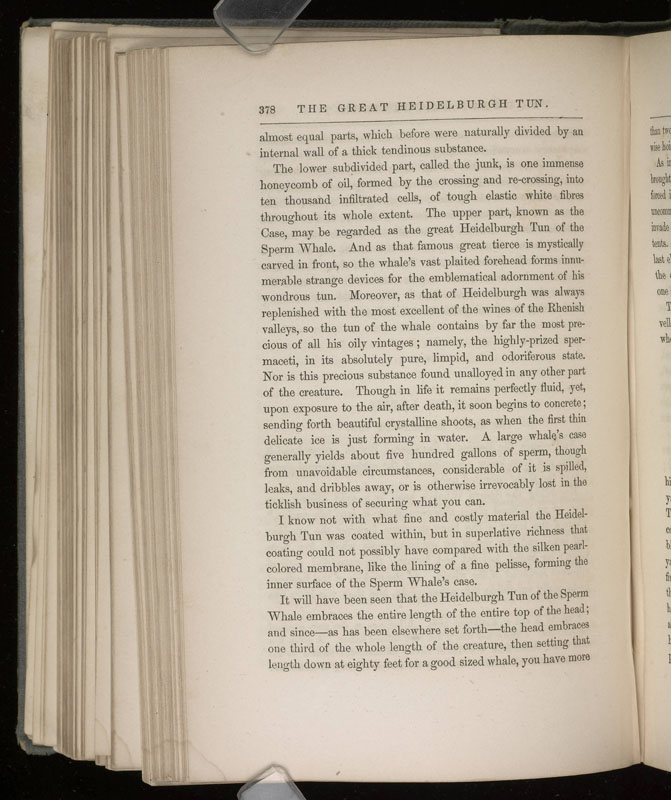 378 THE GREAT HEIDELBURGH TUN.
almost equal parts, which before were naturally divided by an
internal wall of a thick tendinous substance.
The lower subdivided part, called the junk, is one immense
honeycomb of oil, formed by the crossing and re-crossing, into
ten thousand infiltrated cells, of tough elastic white fibres
throughout its whole extent. The upper part, known as the
Case, may be regarded as the great Heidelburgh Tun of the
Sperm Whale. And as that famous great tierce is mystically
carved in front, so the whale's vast plaited forehead forms innu-
merable strange devices for the emblematical adornment of his
wondrous tun. Moreover, as that of Heidelburgh was always
replenished with the most excellent of the wines of the Rhenish
valleys, so the tun of the whale contains by far the most pre-
cious of all his oily vintages; namely, the highly-prized sper-
maceti, in its absolutely pure, limpid, and odoriferous state.
Nor is this precious substance found unalloyed in any other part
of the creature. Though in life it remains perfectly fluid, yet,
upon exposure to the air, after death, it soon begins to concrete;
sending forth beautiful crystalline shoots, as when the first thin
delicate ice is just forming in water. A large whale's case
generally yields about five hundred gallons of sperm, though
from unavoidable circumstances, considerable of it is spilled,
leaks, and dribbles away, or is otherwise irrevocably lost in the
ticklish business of securing what you can.
I know not with what fine and costly material the Heidel-
burgh Tun was coated within, but in superlative richness that
coating could not possibly have compared with the silken pearl-
colored membrane, like the lining of a fine pelisse, forming the
inner surface of the Sperm Whale's case.
It will have been seen that the Heidelburgh Tun of the Sperm
Whale embraces the entire length of the entire top of the head;
and since—as has been elsewhere set forth—the head embraces
one third of the whole length of the creature, then setting that
length down at eighty feet for a good sized whale, you have more
than two
wise
As
brought
forced
invade
tents.
last
the
one